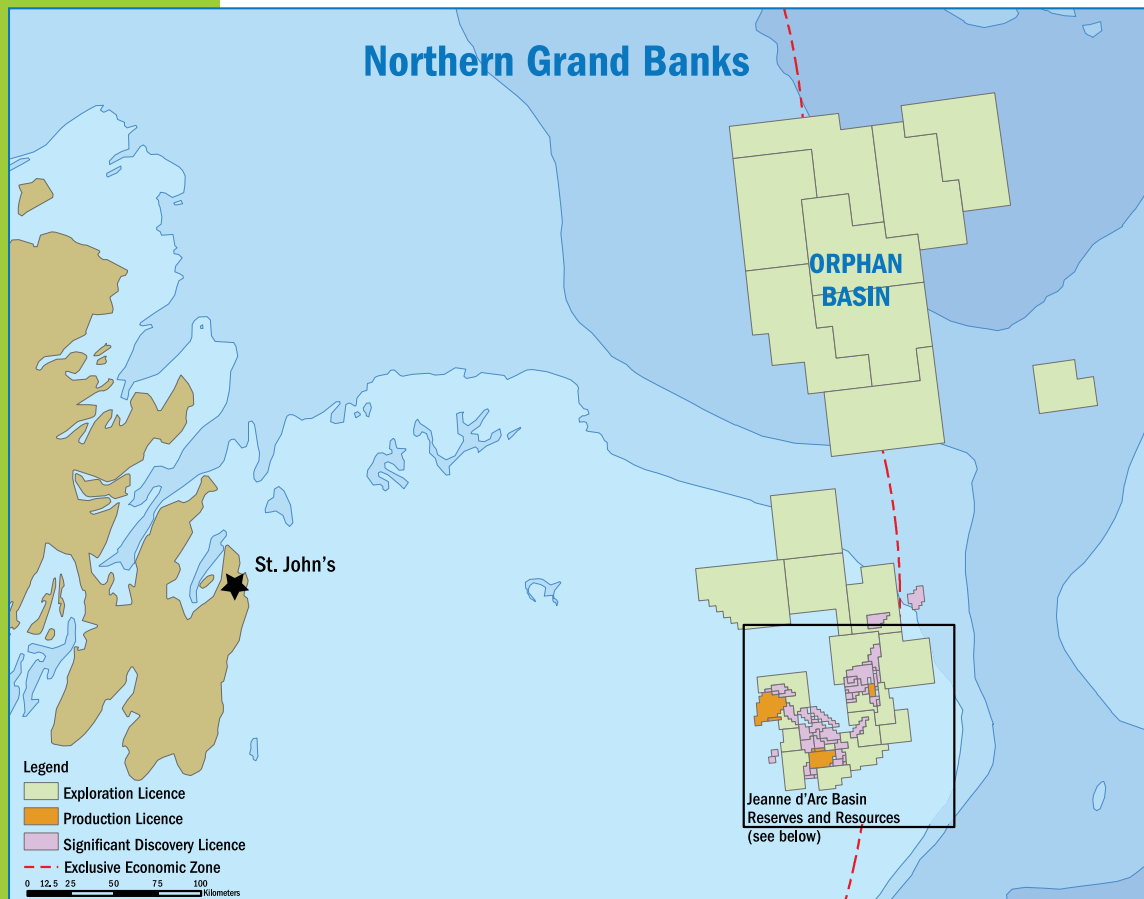 Northern Grand Banks
ORPHAN
BASIN
St. John's
Jeanne d'Arc Basin
Reserves and Resources
(see below)
Legend
Exploration Licence
Production Licence
Significant Discovery Licence
Exclusive Economic Zone
0 12.5 25 50 75 100
Kilometers